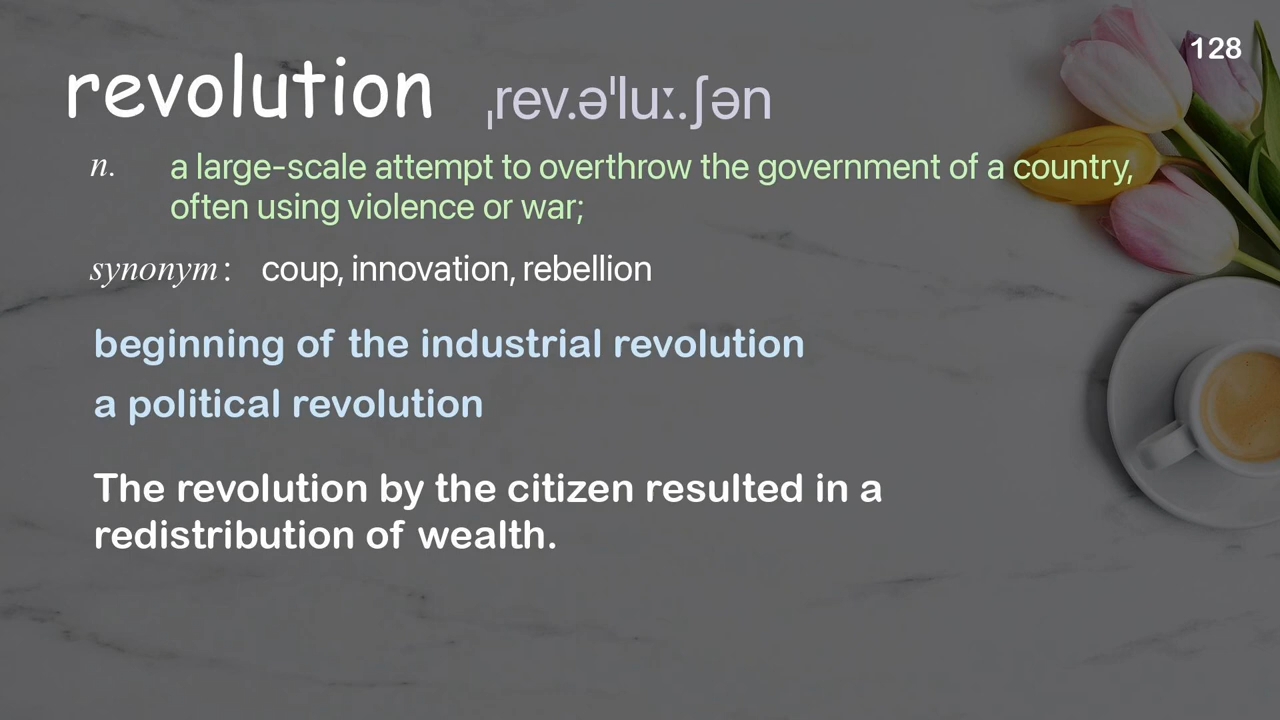 128
revolution ˌrev.əˈluː.ʃən
n. a large-scale attempt to overthrow the government of a country,
often using violence or war;
synonym: coup, innovation, rebellion
beginning of the industrial revolution
a political revolution
The revolution by the citizen resulted in a
redistribution of wealth.